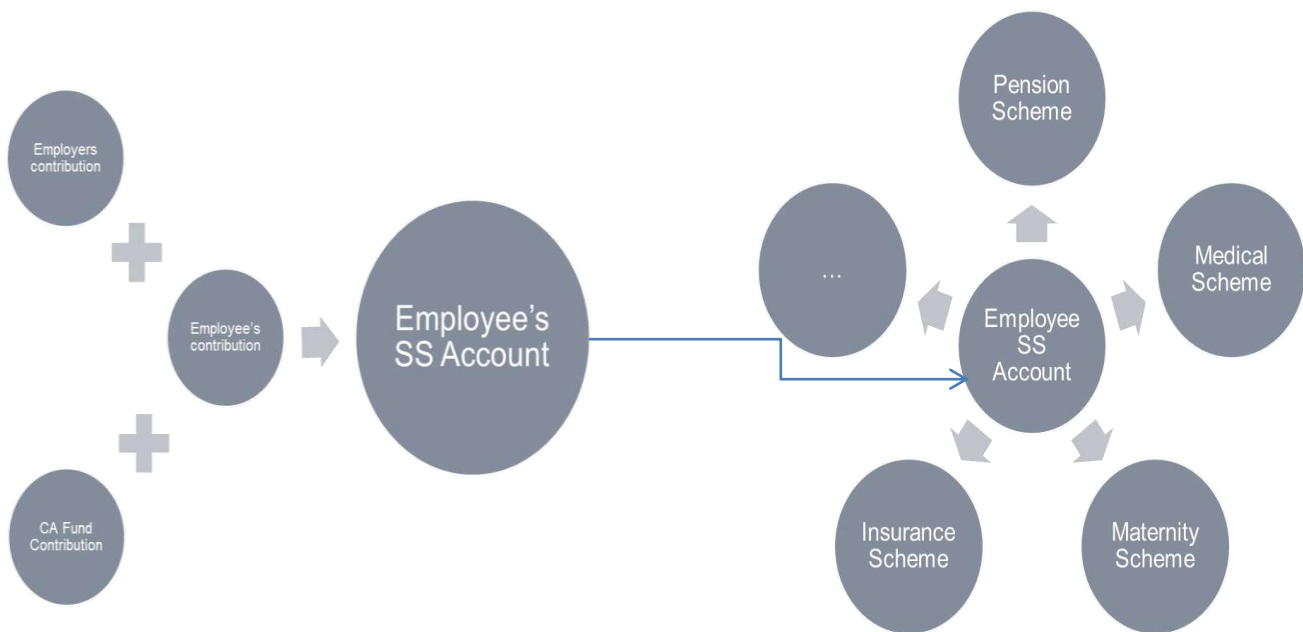 Employers
contribution
Employee's
contribution
CA Fund
Contribution
Employee's
SS Account
Pension
Scheme
Medical
Scheme
Maternity
Scheme
Insurance
Scheme
...
Employee
SS
Account